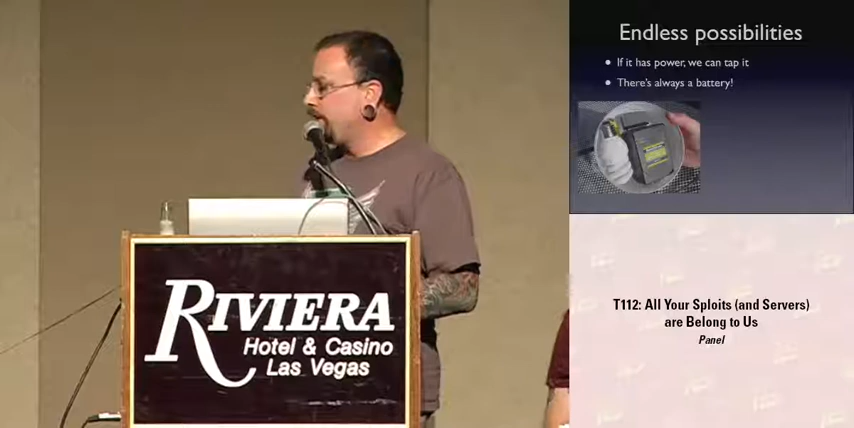 Endless possibilities
If it has power, we can tap it
There's always a battery!
T112: All Your Sploits (and Servers)
are Belong to Us
Panel
RIVIERA
Hotel & Casino
Las Vegas